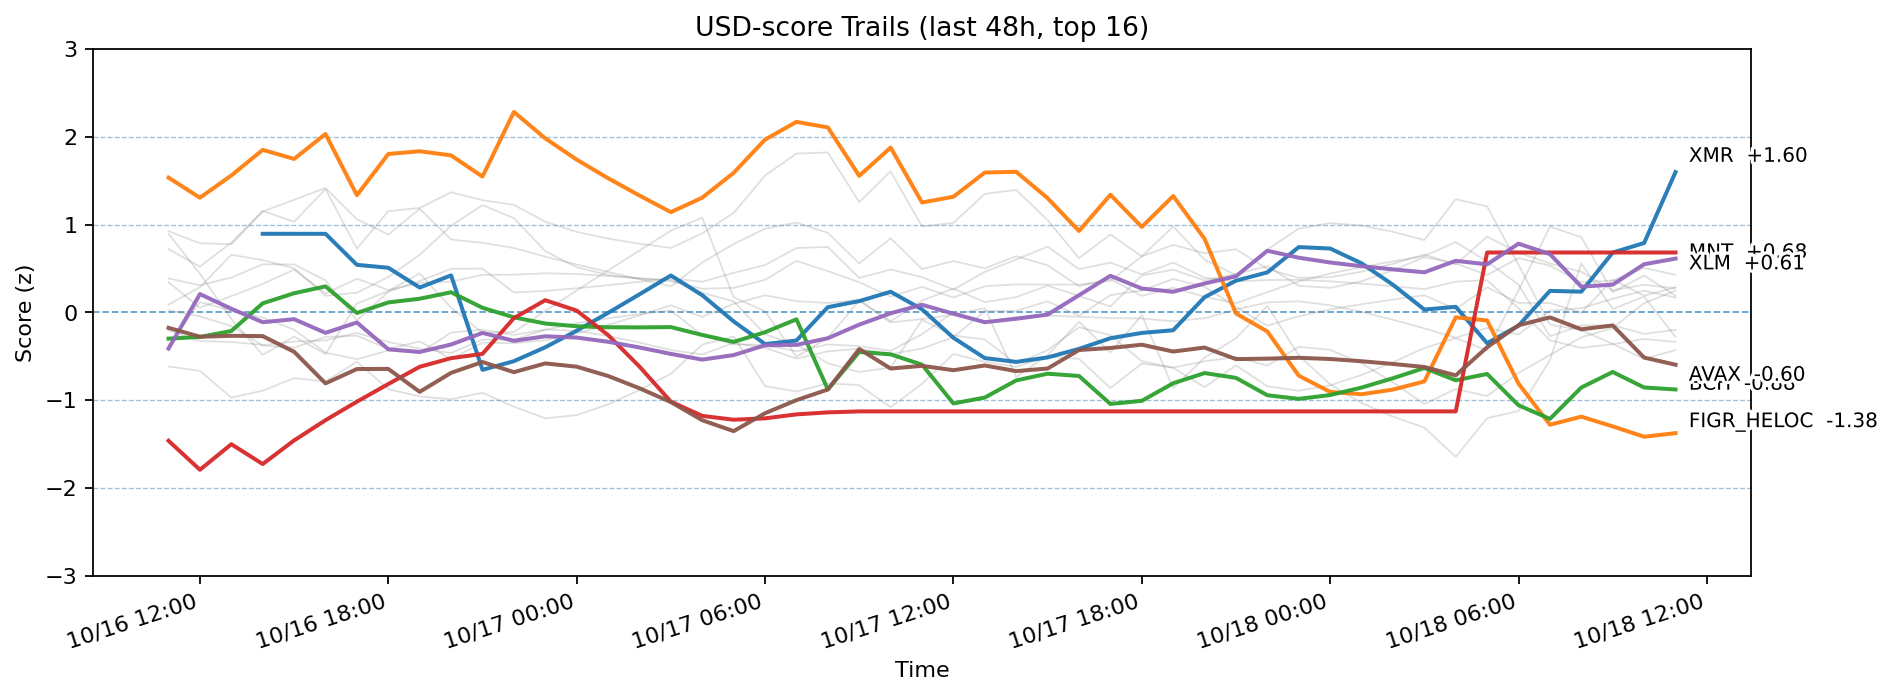 USD-score Trails (last 48h, top 16)
Score (z)
3
2
1
0
−1
−2
−3
XMR +1.60
MNT +0.68
XLM +0.61
AVAX -0.60
FIGR_HELOC -1.38
10/16 12:00
10/16 18:00
10/17 00:00
10/17 06:00
10/17 12:00
10/17 18:00
10/18 00:00
10/18 06:00
10/18 12:00
Time